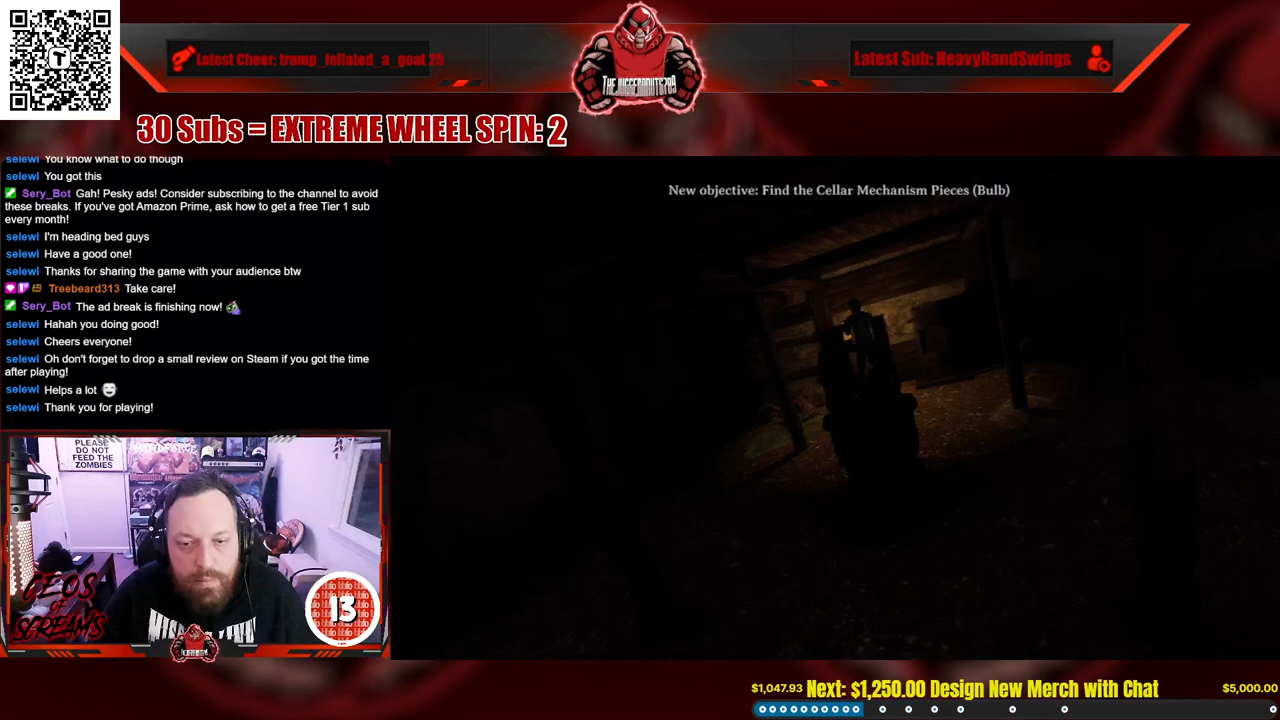 Latest Cheer: trump_fellated_a_goat 25
THEJUGGERNAUT6789
Latest Sub: HeavyHandSwings
30 Subs = EXTREME WHEEL SPIN: 2
selewi You know what to do though
selewi You got this
Sery_Bot Gah! Pesky ads! Consider subscribing to the channel to avoid
these breaks. If you've got Amazon Prime, ask how to get a free Tier 1 sub
every month!
selewi I'm heading bed guys
selewi Have a good one!
selewi Thanks for sharing the game with your audience btw
Treebeard313 Take care!
Sery_Bot The ad break is finishing now!
selewi Hahah you doing good!
selewi Cheers everyone!
selewi Oh don't forget to drop a small review on Steam if you got the time
after playing!
selewi Helps a lot
selewi Thank you for playing!
New objective: Find the Cellar Mechanism Pieces (Bulb)
PLEASE
DO NOT
FEED THE
ZOMBIES
CEOS
OF
SCREAMS
13
$1,047.93 Next: $1,250.00 Design New Merch with Chat $5,000.00